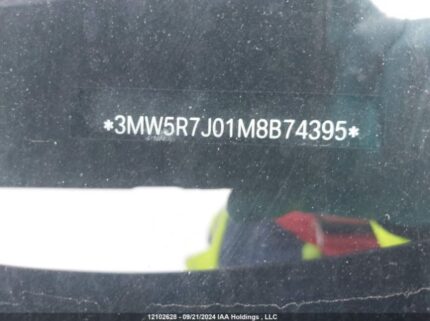 *3MW5R7J01M8B74395*
12102628 - 09/21/2024 IAA Holdings , LLC